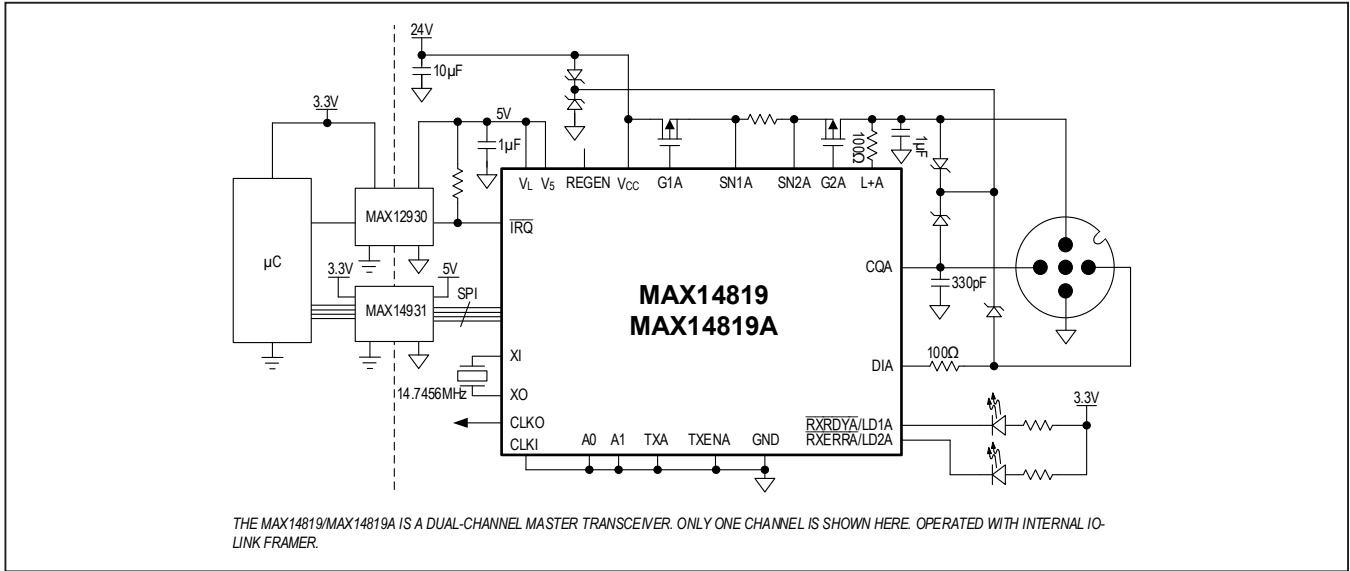 24V
10µF
3.3V
5V
1µF
100Ω
1µF
VL V5 REGEN VCC G1A SN1A SN2A G2A L+A
MAX12930
IRQ
µC
CQA
330pF
3.3V
5V
MAX14931
SPI
MAX14819
MAX14819A
XI
DIA
100Ω
14.7456MHz
XO
3.3V
CLKO
RXRDYA/LD1A
CLKI
A0 A1 TXA TXENA GND
RXERRA/LD2A
THE MAX14819/MAX14819A IS A DUAL-CHANNEL MASTER TRANSCEIVER. ONLY ONE CHANNEL IS SHOWN HERE. OPERATED WITH INTERNAL IO-
LINK FRAMER.